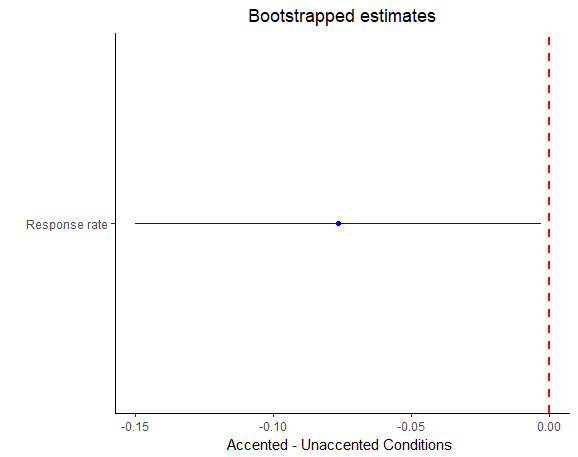 Bootstrapped estimates
Response rate
-0.15 -0.10 -0.05 0.00
Accented - Unaccented Conditions